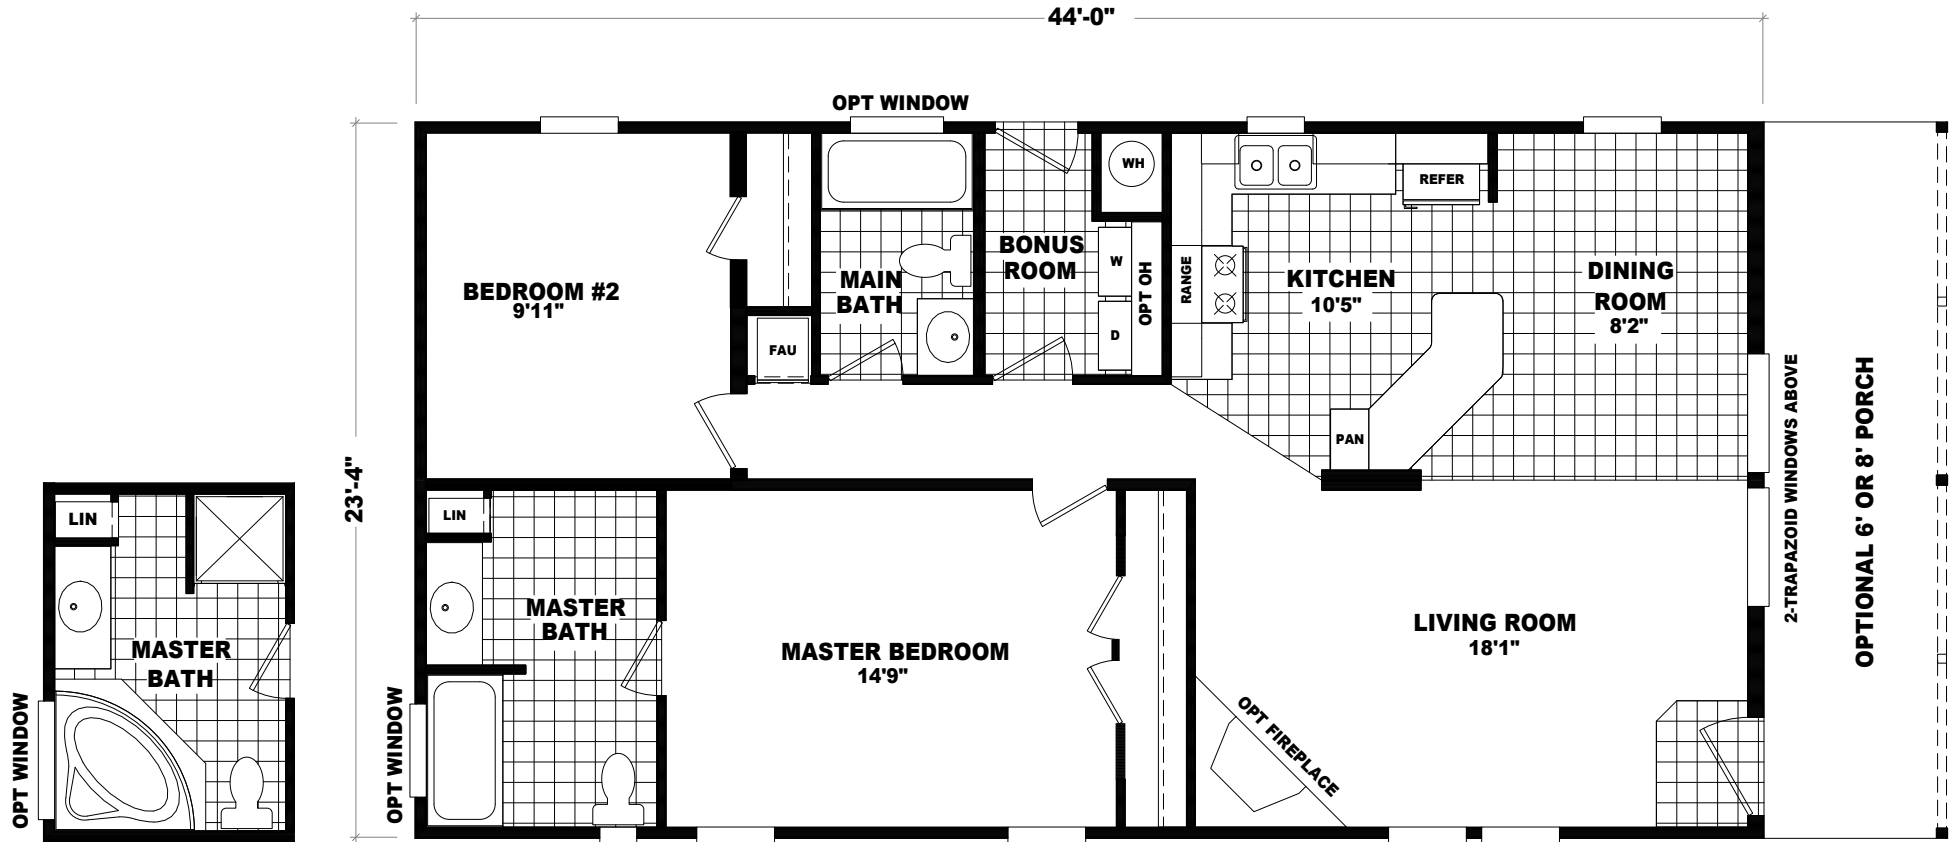 44'-0"
OPT WINDOW
WH
REFER
BONUS
ROOM
W
D
OPT OH
RANGE
KITCHEN
10'5"
DINING
ROOM
8'2"
BEDROOM #2
9'11"
MAIN
BATH
FAU
PAN
2-TRAPAZOID WINDOWS ABOVE
OPTIONAL 6' OR 8' PORCH
23'-4"
LIN
MASTER
BATH
OPT WINDOW
LIN
MASTER
BATH
OPT WINDOW
MASTER BEDROOM
14'9"
LIVING ROOM
18'1"
OPT FIREPLACE